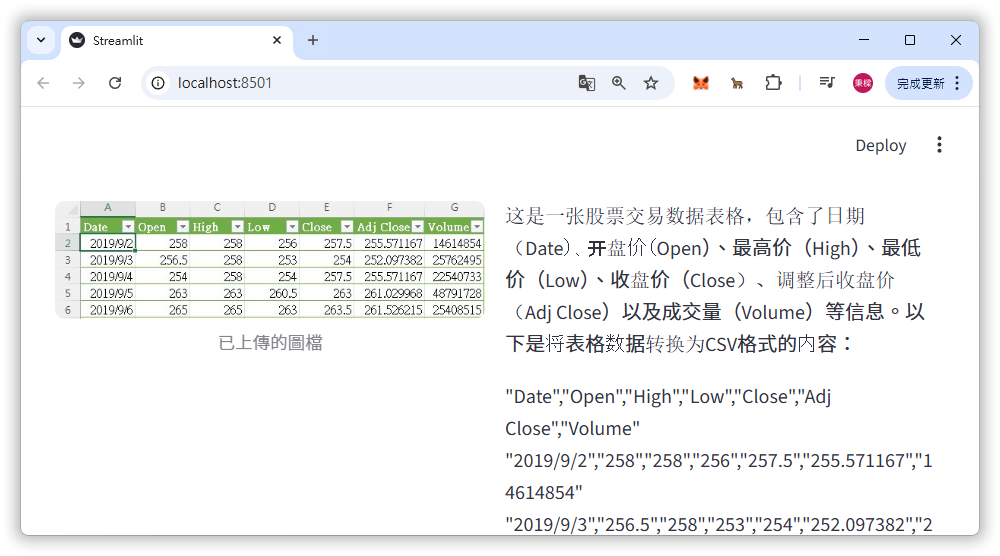 Streamlit
localhost:8501
秉樑
完成更新
Deploy
A B C D E F G
1 Date Open High Low Close Adj Close Volume
2 2019/9/2 258 258 256 257.5 255.571167 14614854
3 2019/9/3 256.5 258 253 254 252.097382 25762495
4 2019/9/4 254 258 254 257.5 255.571167 22540733
5 2019/9/5 263 263 260.5 263 261.029968 48791728
6 2019/9/6 265 265 263 263.5 261.526215 25408515
已上傳的圖檔
这是一张股票交易数据表格，包含了日期
（Date）、开盘价（Open）、最高价（High）、最低
价（Low）、收盘价（Close）、调整后收盘价
（Adj Close）以及成交量（Volume）等信息。以
下是将表格数据转换为CSV格式的内容：
"Date","Open","High","Low","Close","Adj
Close","Volume"
"2019/9/2","258","258","256","257.5","255.571167","1
4614854"
"2019/9/3","256.5","258","253","254","252.097382","2